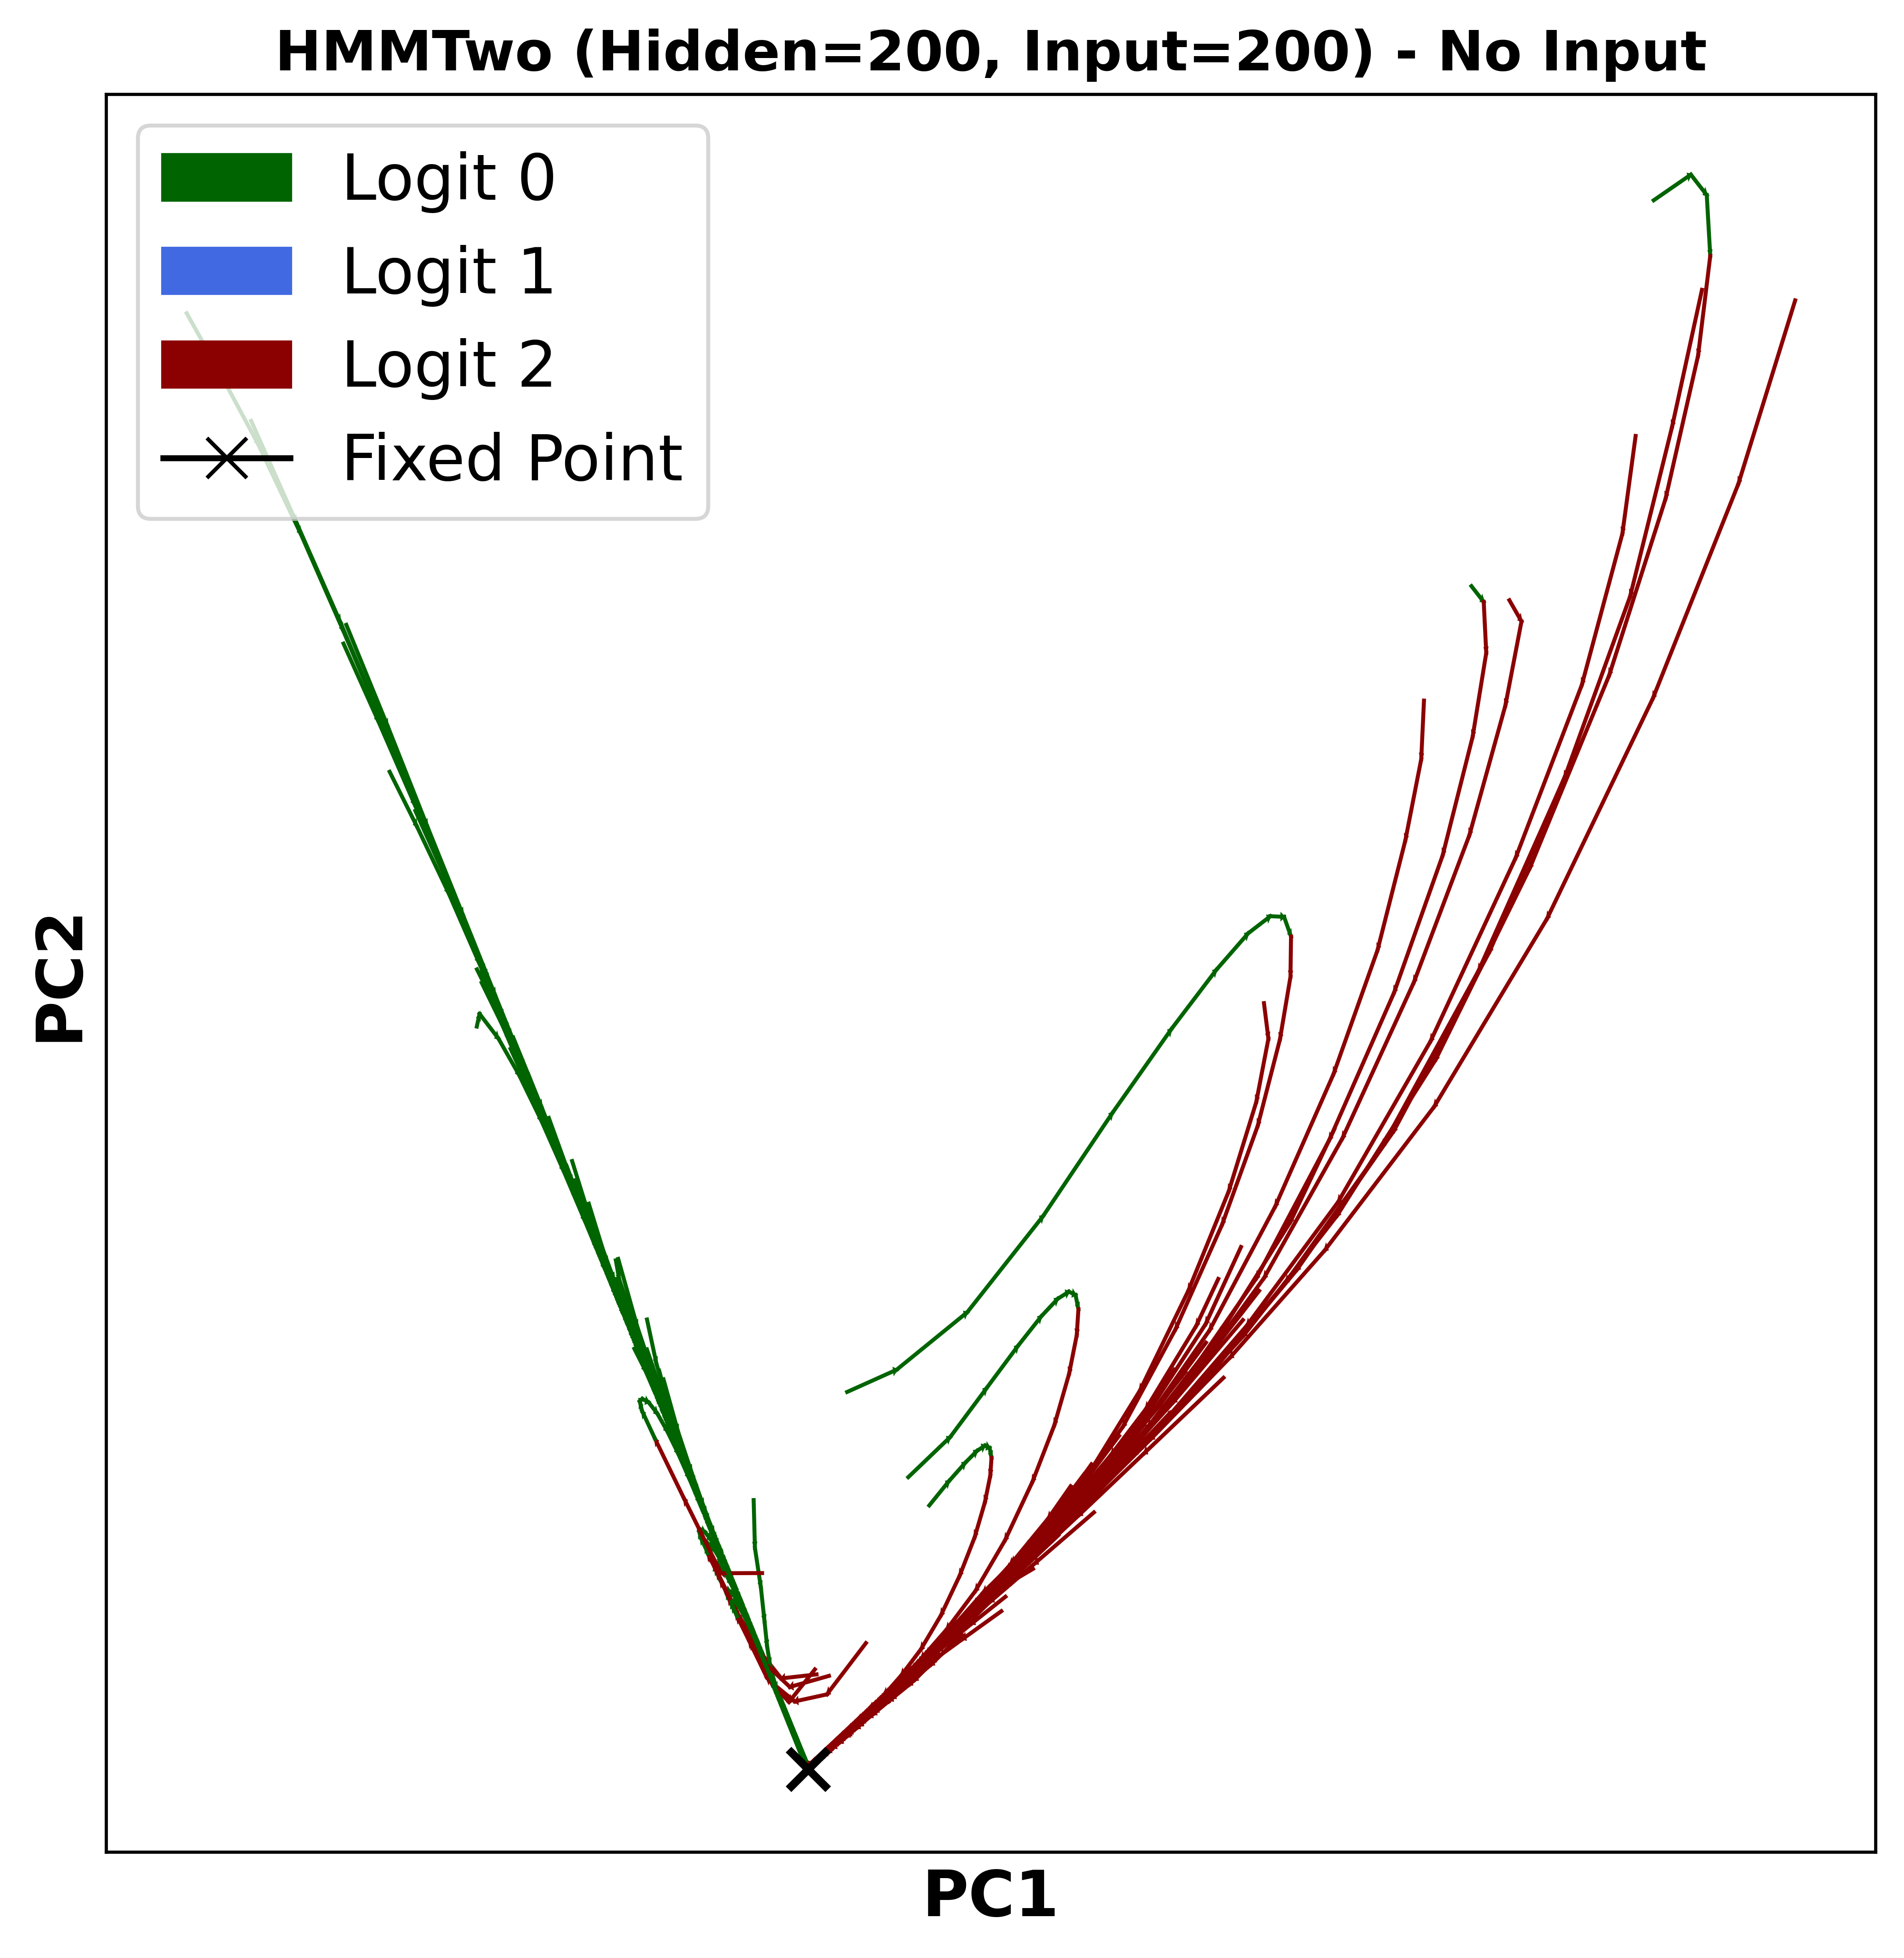 HMMTwo (Hidden=200, Input=200) - No Input
Logit 0
Logit 1
Logit 2
Fixed Point
PC2
PC1